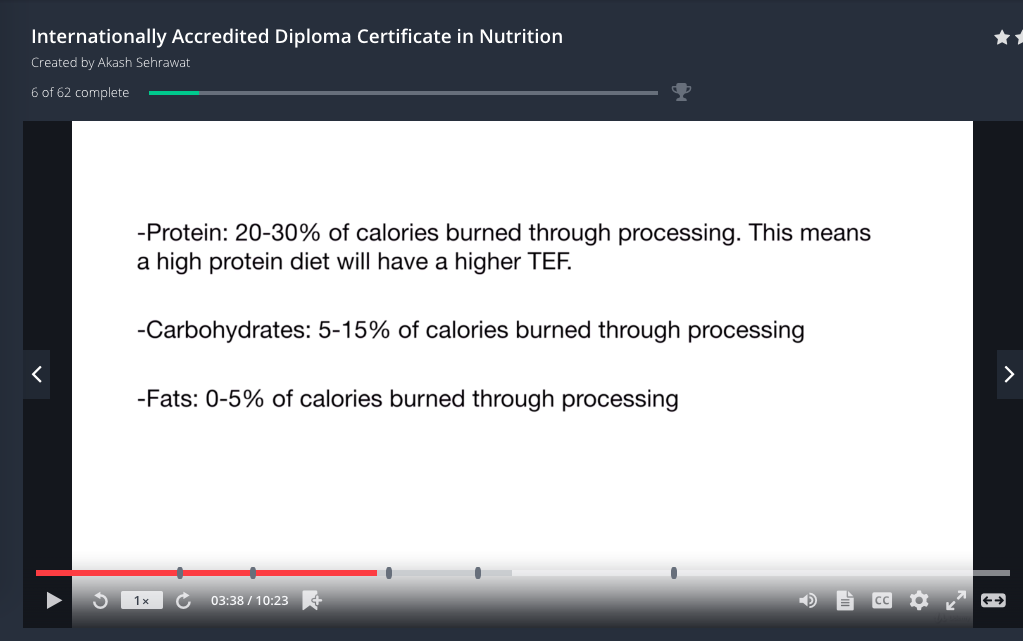 Internationally Accredited Diploma Certificate in Nutrition
Created by Akash Sehrawat
6 of 62 complete
-Protein: 20-30% of calories burned through processing. This means
a high protein diet will have a higher TEF.
-Carbohydrates: 5-15% of calories burned through processing
-Fats: 0-5% of calories burned through processing
1×
03:38 / 10:23
CC